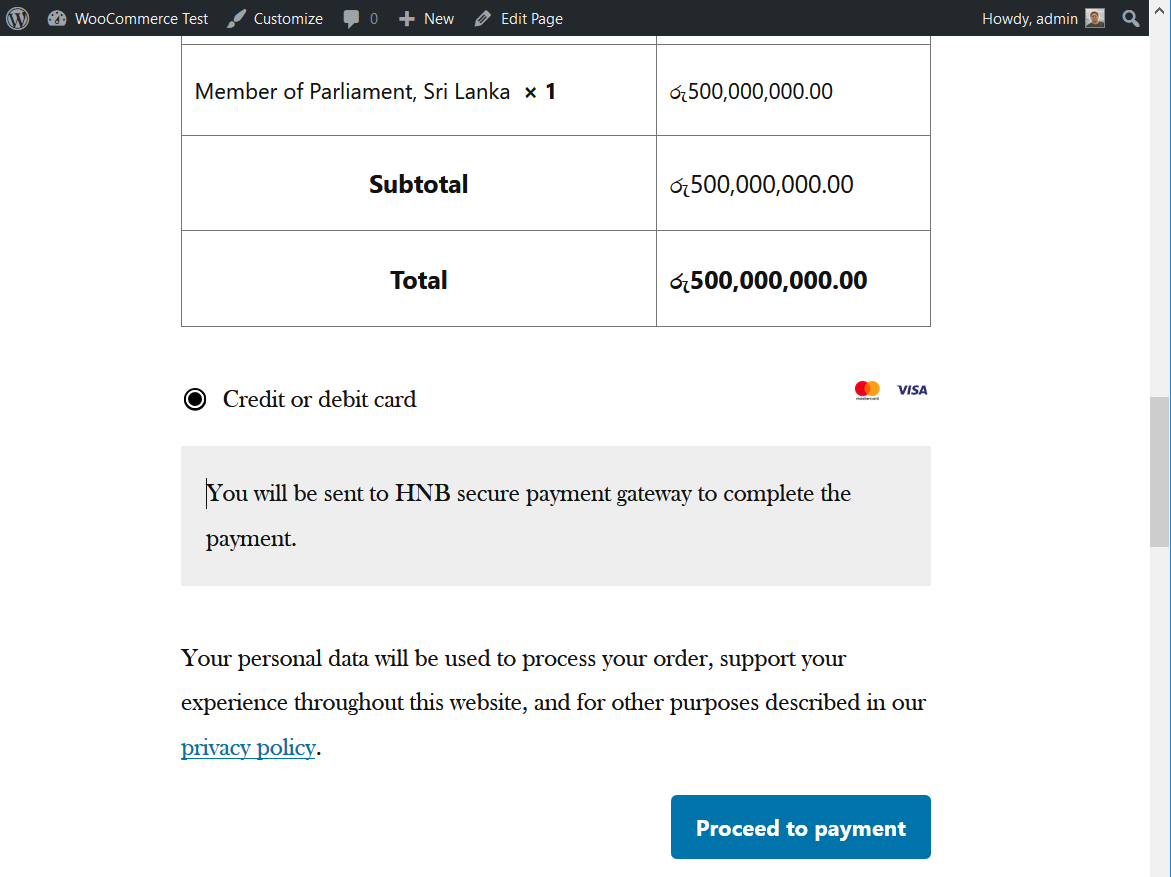 WooCommerce Test Customize 0 New Edit Page Howdy, admin
Member of Parliament, Sri Lanka × 1 රු500,000,000.00
Subtotal රු500,000,000.00
Total රු500,000,000.00
Credit or debit card mastercard VISA
You will be sent to HNB secure payment gateway to complete the
payment.
Your personal data will be used to process your order, support your
experience throughout this website, and for other purposes described in our
privacy policy.
Proceed to payment